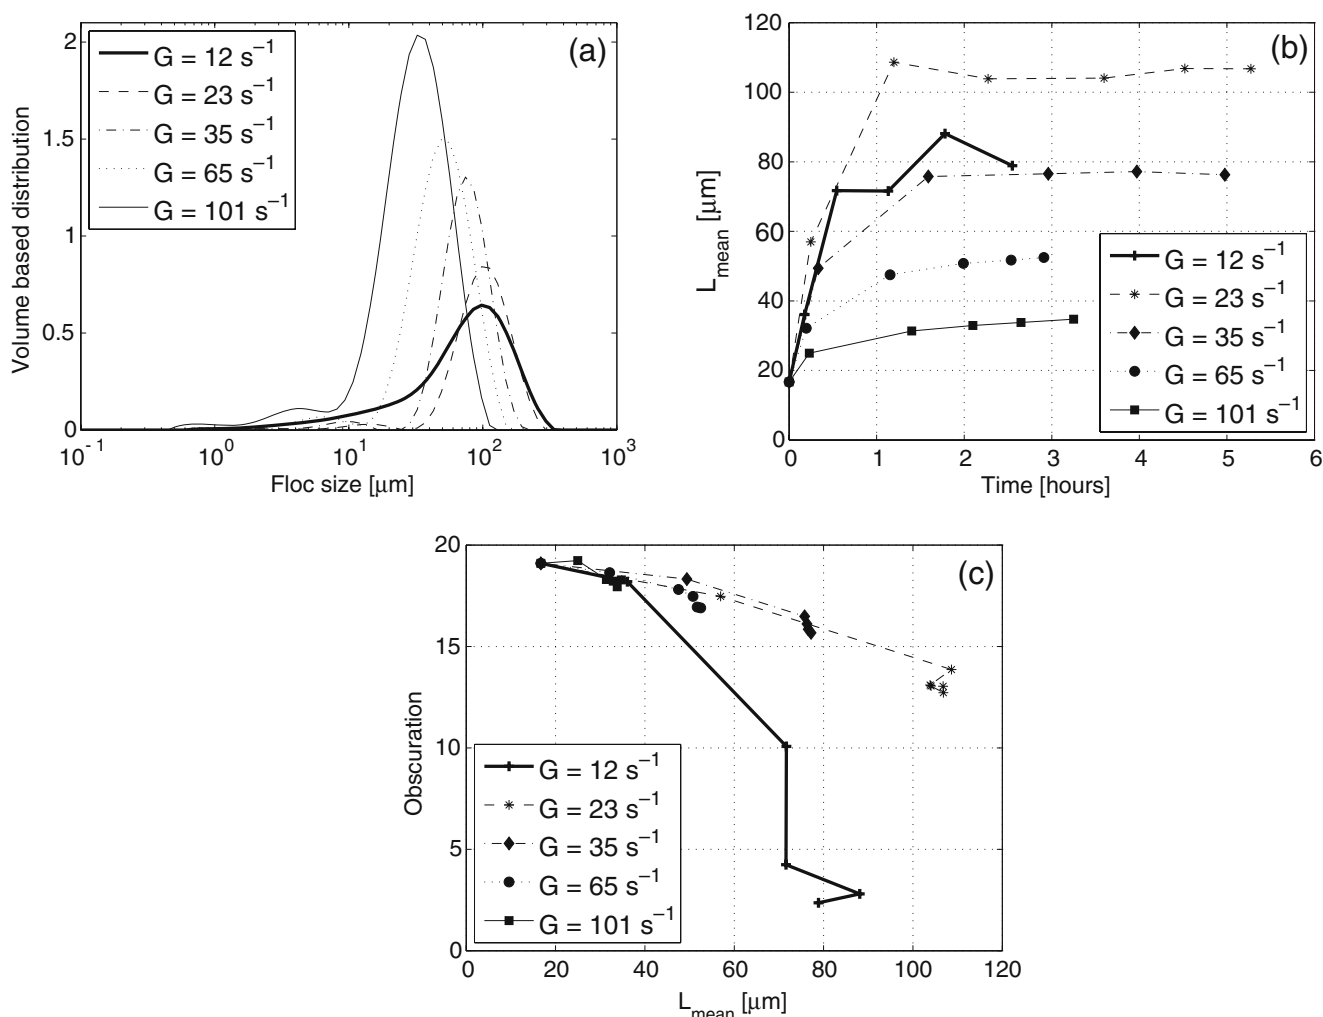 (a)
G = 12 s⁻¹
G = 23 s⁻¹
G = 35 s⁻¹
G = 65 s⁻¹
G = 101 s⁻¹
Volume based distribution
2
1.5
1
0.5
0
10⁻¹
10⁰
10¹
10²
10³
Floc size [μm]
(b)
L_mean [μm]
120
100
80
60
40
20
0
G = 12 s⁻¹
G = 23 s⁻¹
G = 35 s⁻¹
G = 65 s⁻¹
G = 101 s⁻¹
0 1 2 3 4 5 6
Time [hours]
(c)
Obscuration
20
15
10
5
0
G = 12 s⁻¹
G = 23 s⁻¹
G = 35 s⁻¹
G = 65 s⁻¹
G = 101 s⁻¹
0 20 40 60 80 100 120
L_mean [μm]